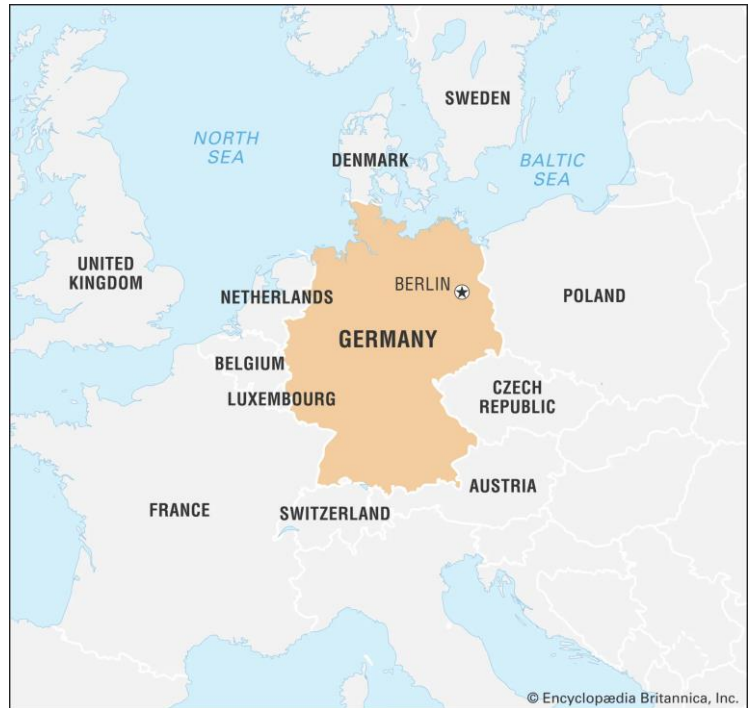 SWEDEN
NORTH
SEA
DENMARK
BALTIC
SEA
UNITED
KINGDOM
NETHERLANDS
BERLIN
POLAND
GERMANY
BELGIUM
LUXEMBOURG
CZECH
REPUBLIC
AUSTRIA
FRANCE
SWITZERLAND
© Encyclopædia Britannica, Inc.